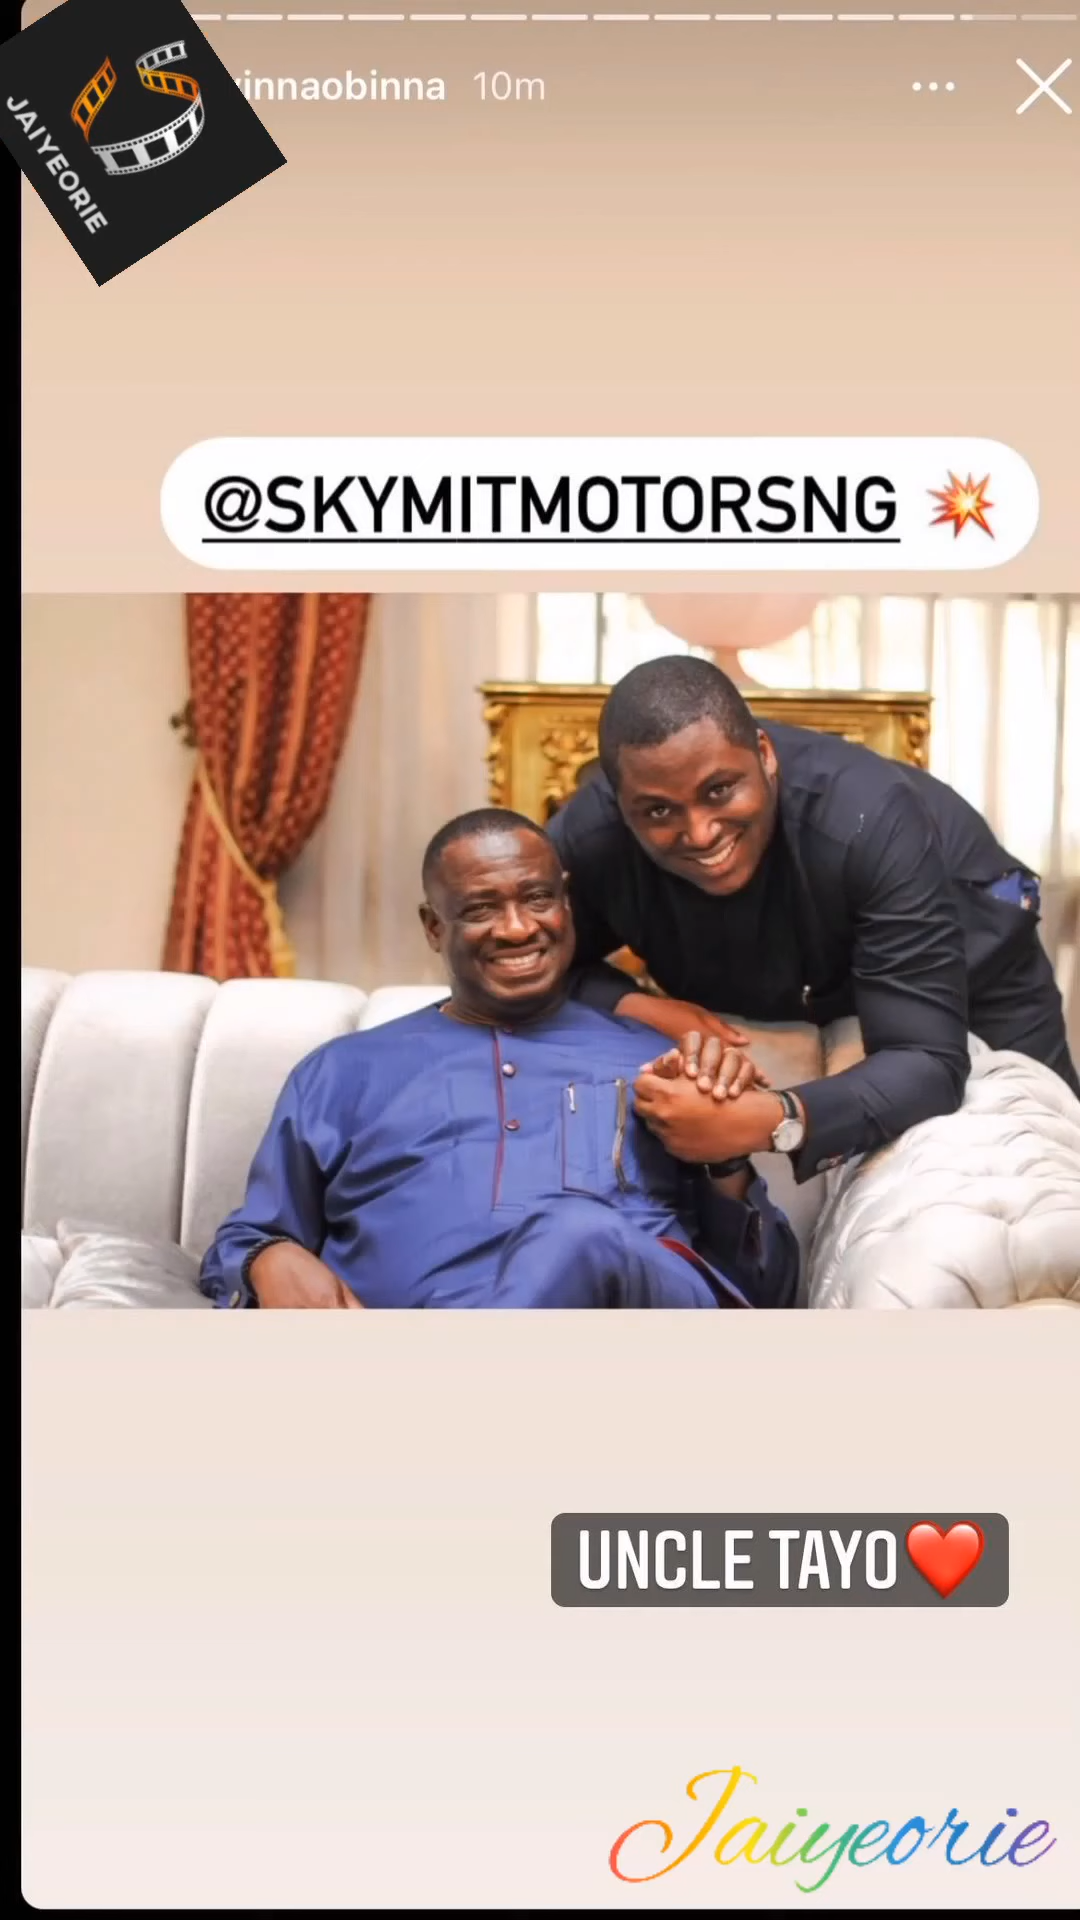 JAIYEORIE
innaobinna 10m
@SKYMITMOTORSNG 💥
UNCLE TAYO❤️
Jaiyeorie